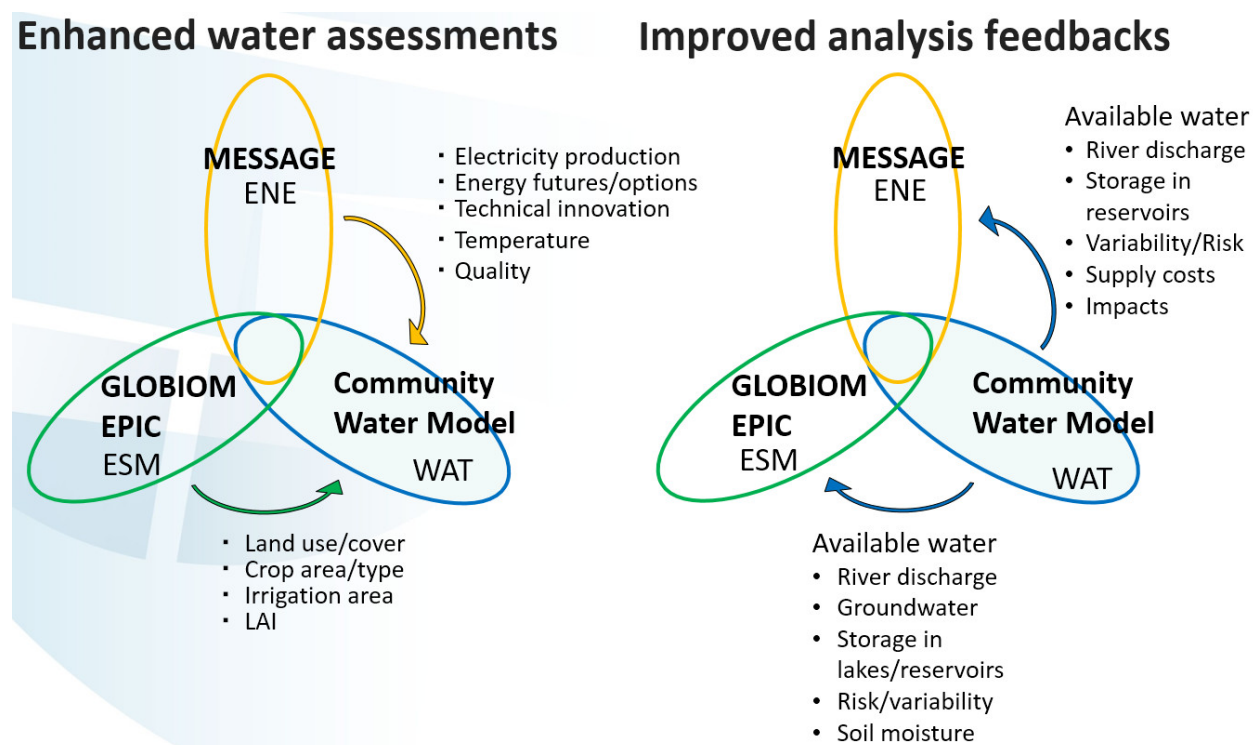 Enhanced water assessments
MESSAGE
ENE
▪ Electricity production
▪ Energy futures/options
▪ Technical innovation
▪ Temperature
▪ Quality
GLOBIOM
EPIC
ESM
Community
Water Model
WAT
▪ Land use/cover
▪ Crop area/type
▪ Irrigation area
▪ LAI
Improved analysis feedbacks
MESSAGE
ENE
Available water
• River discharge
• Storage in
reservoirs
• Variability/Risk
• Supply costs
• Impacts
GLOBIOM
EPIC
ESM
Community
Water Model
WAT
Available water
• River discharge
• Groundwater
• Storage in
lakes/reservoirs
• Risk/variability
• Soil moisture